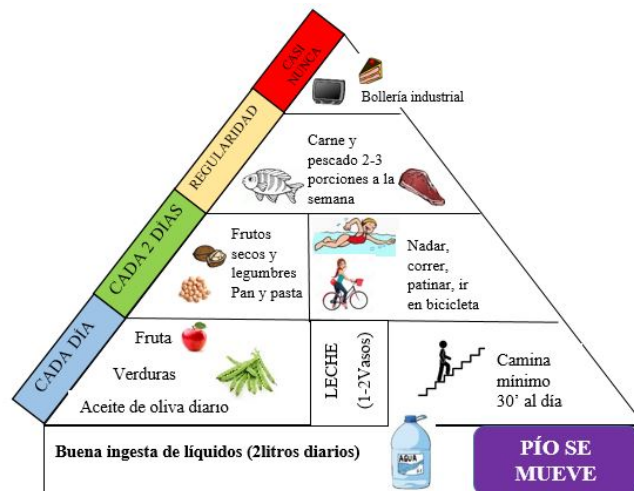 CASI
NUNCA
Bollería industrial
REGULARIDAD
Carne y
pescado 2-3
porciones a la
semana
CADA 2 DÍAS
Frutos
secos y
legumbres
Pan y pasta
Nadar,
correr,
patinar, ir
en bicicleta
CADA DÍA
Fruta
Verduras
Aceite de oliva diario
LECHE
(1-2Vasos)
Camina
mínimo
30’ al día
Buena ingesta de líquidos (2litros diarios)
AGUA
PÍO SE
MUEVE